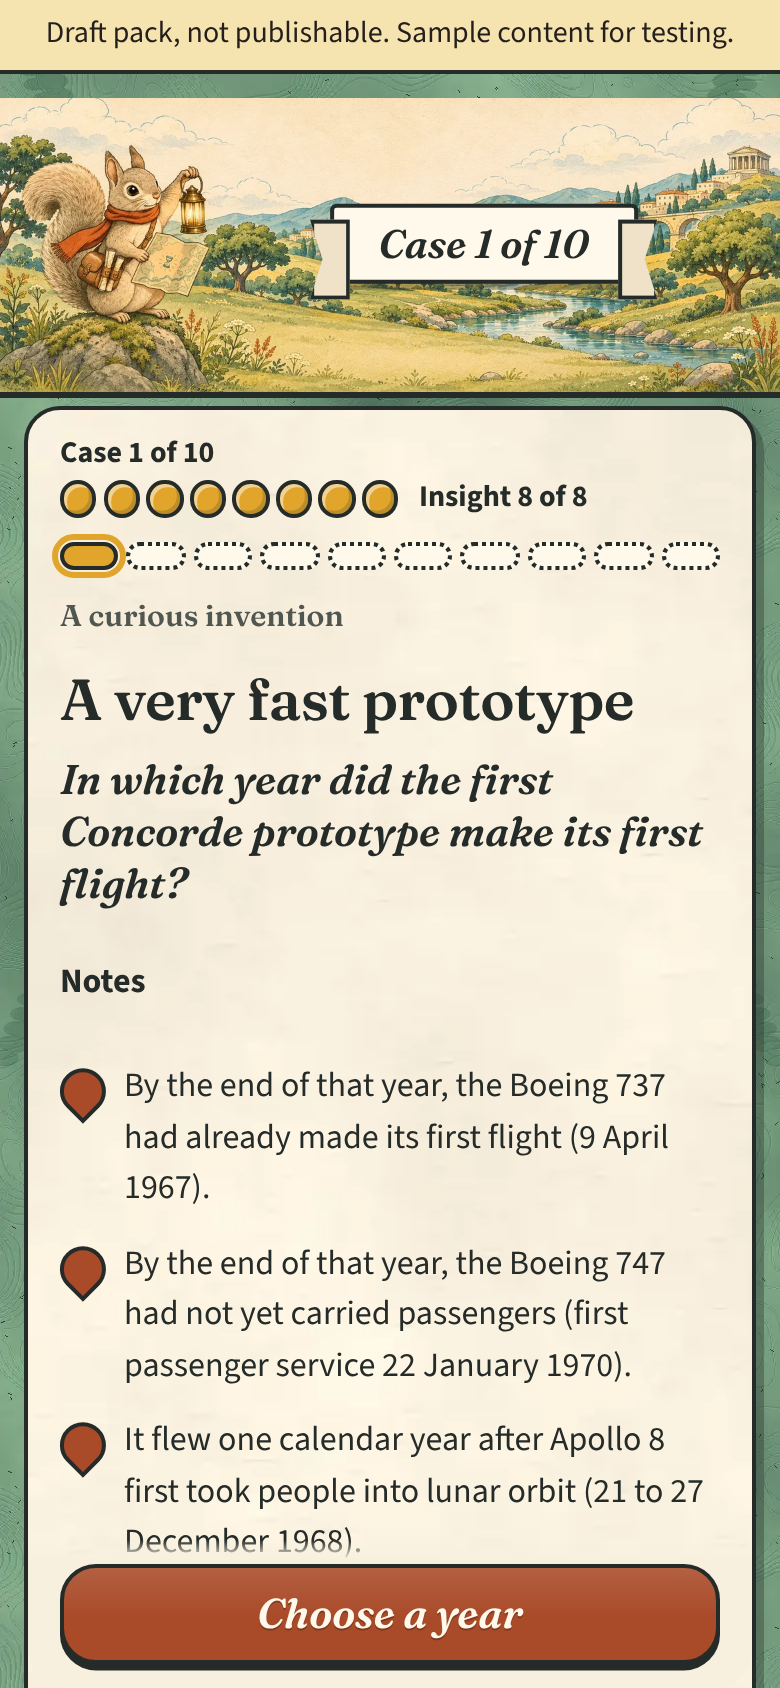 Draft pack, not publishable. Sample content for testing.
Case 1 of 10
Case 1 of 10
Insight 8 of 8
A curious invention
A very fast prototype
In which year did the first
Concorde prototype make its first
flight?
Notes
By the end of that year, the Boeing 737
had already made its first flight (9 April
1967).
By the end of that year, the Boeing 747
had not yet carried passengers (first
passenger service 22 January 1970).
It flew one calendar year after Apollo 8
first took people into lunar orbit (21 to 27
December 1968).
Choose a year